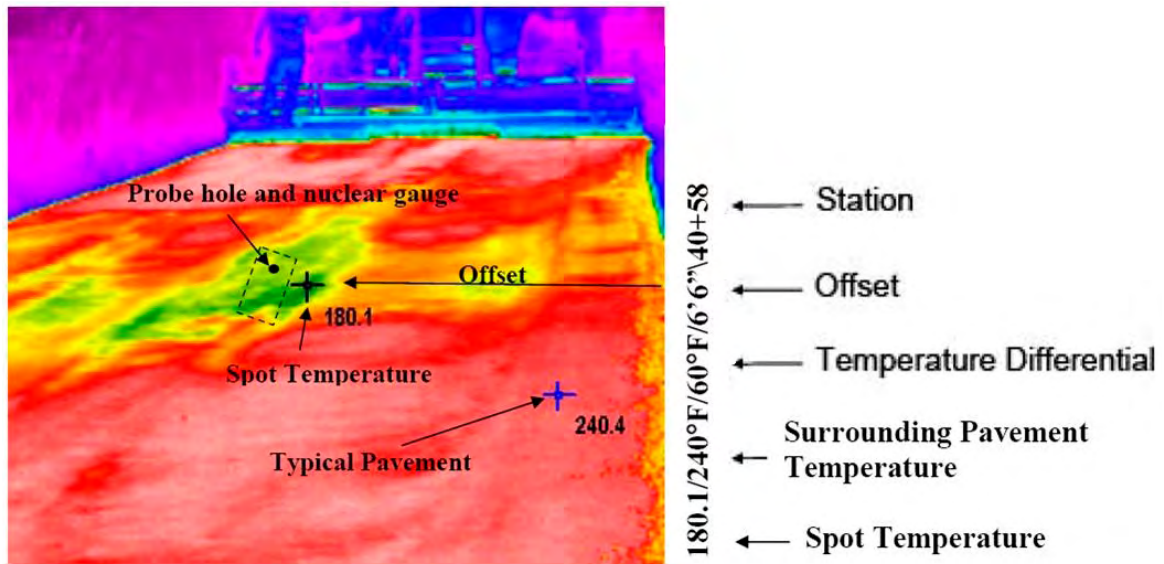 Probe hole and nuclear gauge
Offset
180.1
Spot Temperature
240.4
Typical Pavement
180.1/240°F/60°F/6'6”\40+58
Station
Offset
Temperature Differential
Surrounding Pavement
Temperature
Spot Temperature